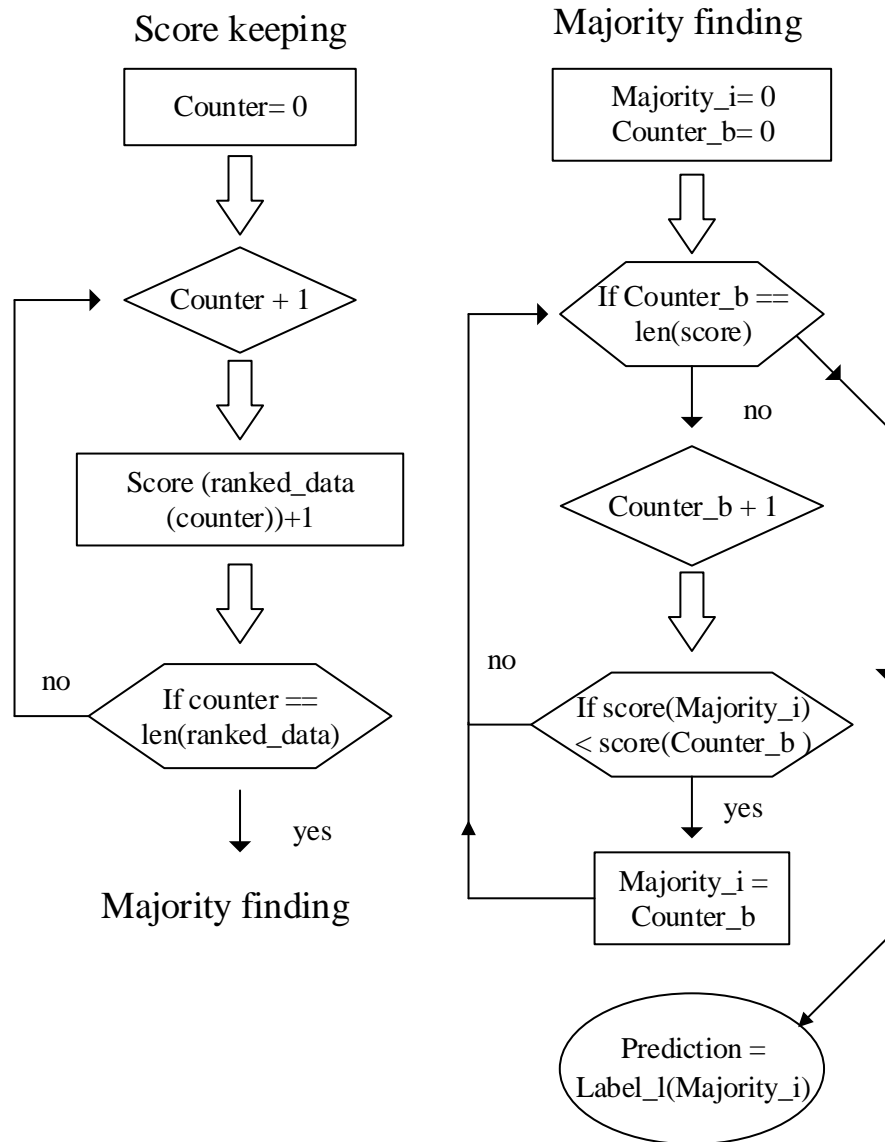 Score keeping
Counter= 0
Counter + 1
Score (ranked_data
(counter))+1
no
If counter ==
len(ranked_data)
yes
Majority finding
Majority finding
Majority_i= 0
Counter_b= 0
If Counter_b ==
len(score)
no
Counter_b + 1
no
If score(Majority_i)
< score(Counter_b )
yes
Majority_i =
Counter_b
Prediction =
Label_l(Majority_i)